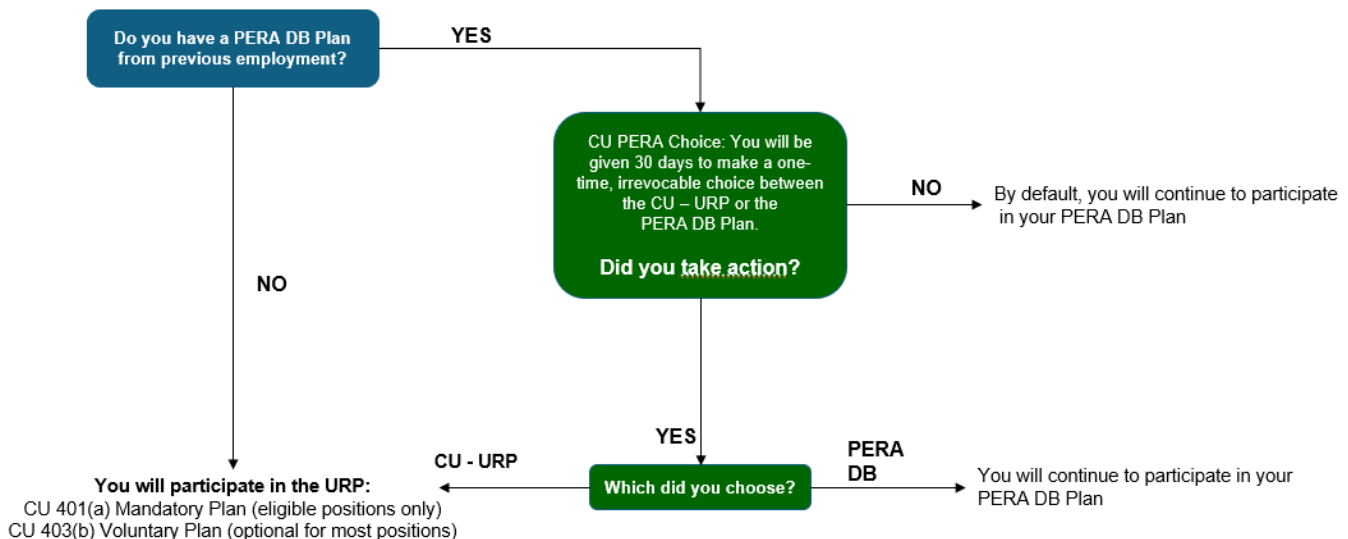 Do you have a PERA DB Plan
from previous employment?
YES
CU PERA Choice: You will be
given 30 days to make a one-
time, irrevocable choice between
the CU – URP or the
PERA DB Plan.
Did you take action?
NO
By default, you will continue to participate
in your PERA DB Plan
NO
YES
CU - URP
Which did you choose?
PERA
DB
You will continue to participate in your
PERA DB Plan
You will participate in the URP:
CU 401(a) Mandatory Plan (eligible positions only)
CU 403(b) Voluntary Plan (optional for most positions)